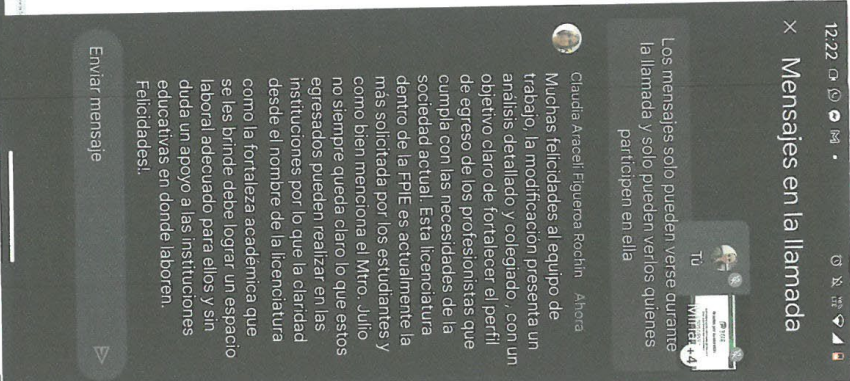 12:22
× Mensajes en la llamada
Los mensajes solo pueden verse durante
la llamada y solo pueden verlos quienes
participen en ella
Tú
+4
Claudia Araceli Figueroa Rochin Ahora
Muchas felicidades al equipo de
trabajo, la modificación presenta un
análisis detallado y colegiado, con un
objetivo claro de fortalecer el perfil
de egreso de los profesionistas que
cumpla con las necesidades de la
sociedad actual. Esta licenciatura
dentro de la FPIE es actualmente la
más solicitada por los estudiantes y
como bien menciona el Mtro. Julio
no siempre queda claro lo que estos
egresados pueden realizar en las
instituciones por lo que la claridad
desde el nombre de la licenciatura
como la fortaleza académica que
se les brinde debe lograr un espacio
laboral adecuado para ellos y sin
duda un apoyo a las instituciones
educativas en donde laboren.
Felicidades!.
Enviar mensaje